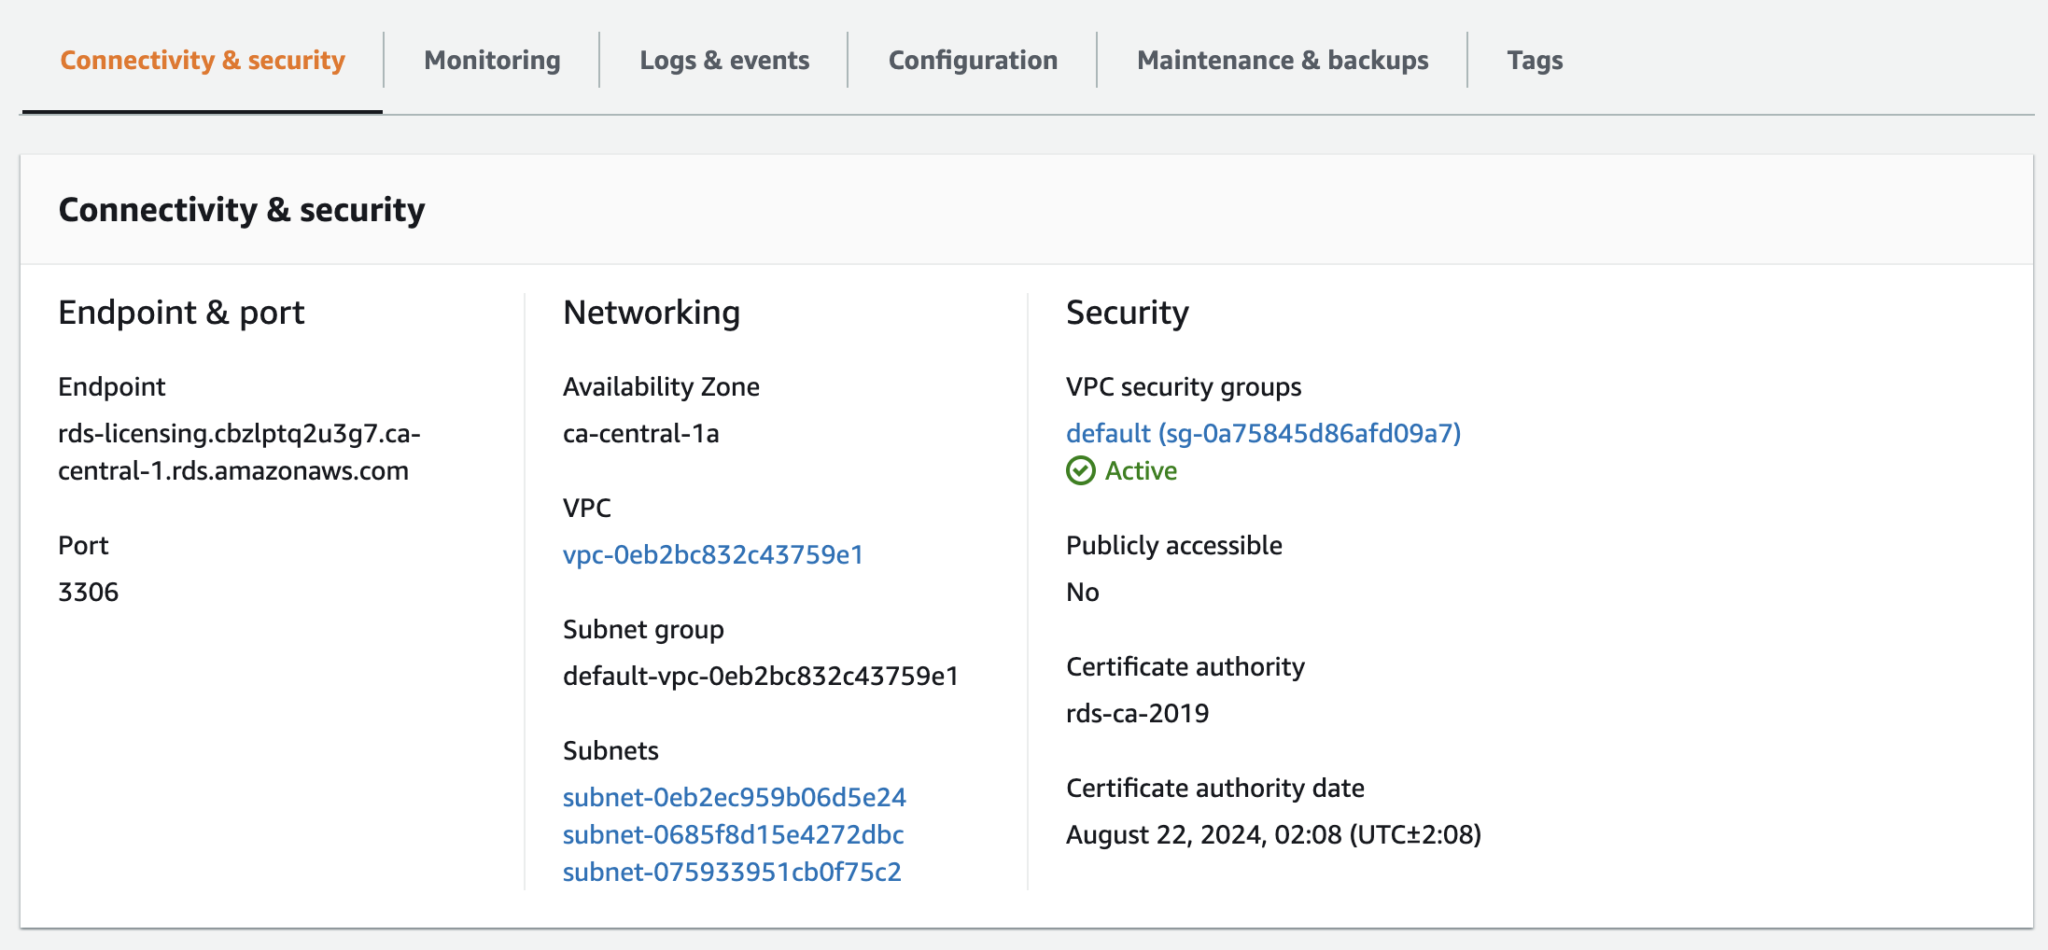 Connectivity & security
Monitoring
Logs & events
Configuration
Maintenance & backups
Tags
Connectivity & security
Endpoint & port
Endpoint
rds-licensing.cbzlptq2u3g7.ca-
central-1.rds.amazonaws.com
Port
3306
Networking
Availability Zone
ca-central-1a
VPC
vpc-0eb2bc832c43759e1
Subnet group
default-vpc-0eb2bc832c43759e1
Subnets
subnet-0eb2ec959b06d5e24
subnet-0685f8d15e4272dbc
subnet-075933951cb0f75c2
Security
VPC security groups
default (sg-0a75845d86afd09a7)
Active
Publicly accessible
No
Certificate authority
rds-ca-2019
Certificate authority date
August 22, 2024, 02:08 (UTC±2:08)